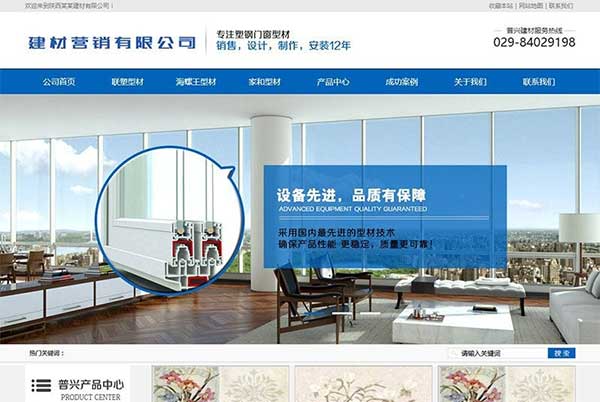 欢迎来到陕西某某建材有限公司！
收藏本站 | 网站地图 | 联系我们
建材营销有限公司
专注塑钢门窗型材
销售，设计，制作，安装12年
普兴建材服务热线
029-84029198
公司首页 联塑型材 海螺王型材 家和型材 产品中心 成功案例 关于我们 联系我们
设备先进，品质有保障
ADVANCED EQUIPMENT QUALITY GUARANTEED
采用国内最先进的型材技术
确保产品性能 更稳定，质量更可靠！
热门关键词：
请输入关键词
搜 索
普兴产品中心
PRODUCT CENTER